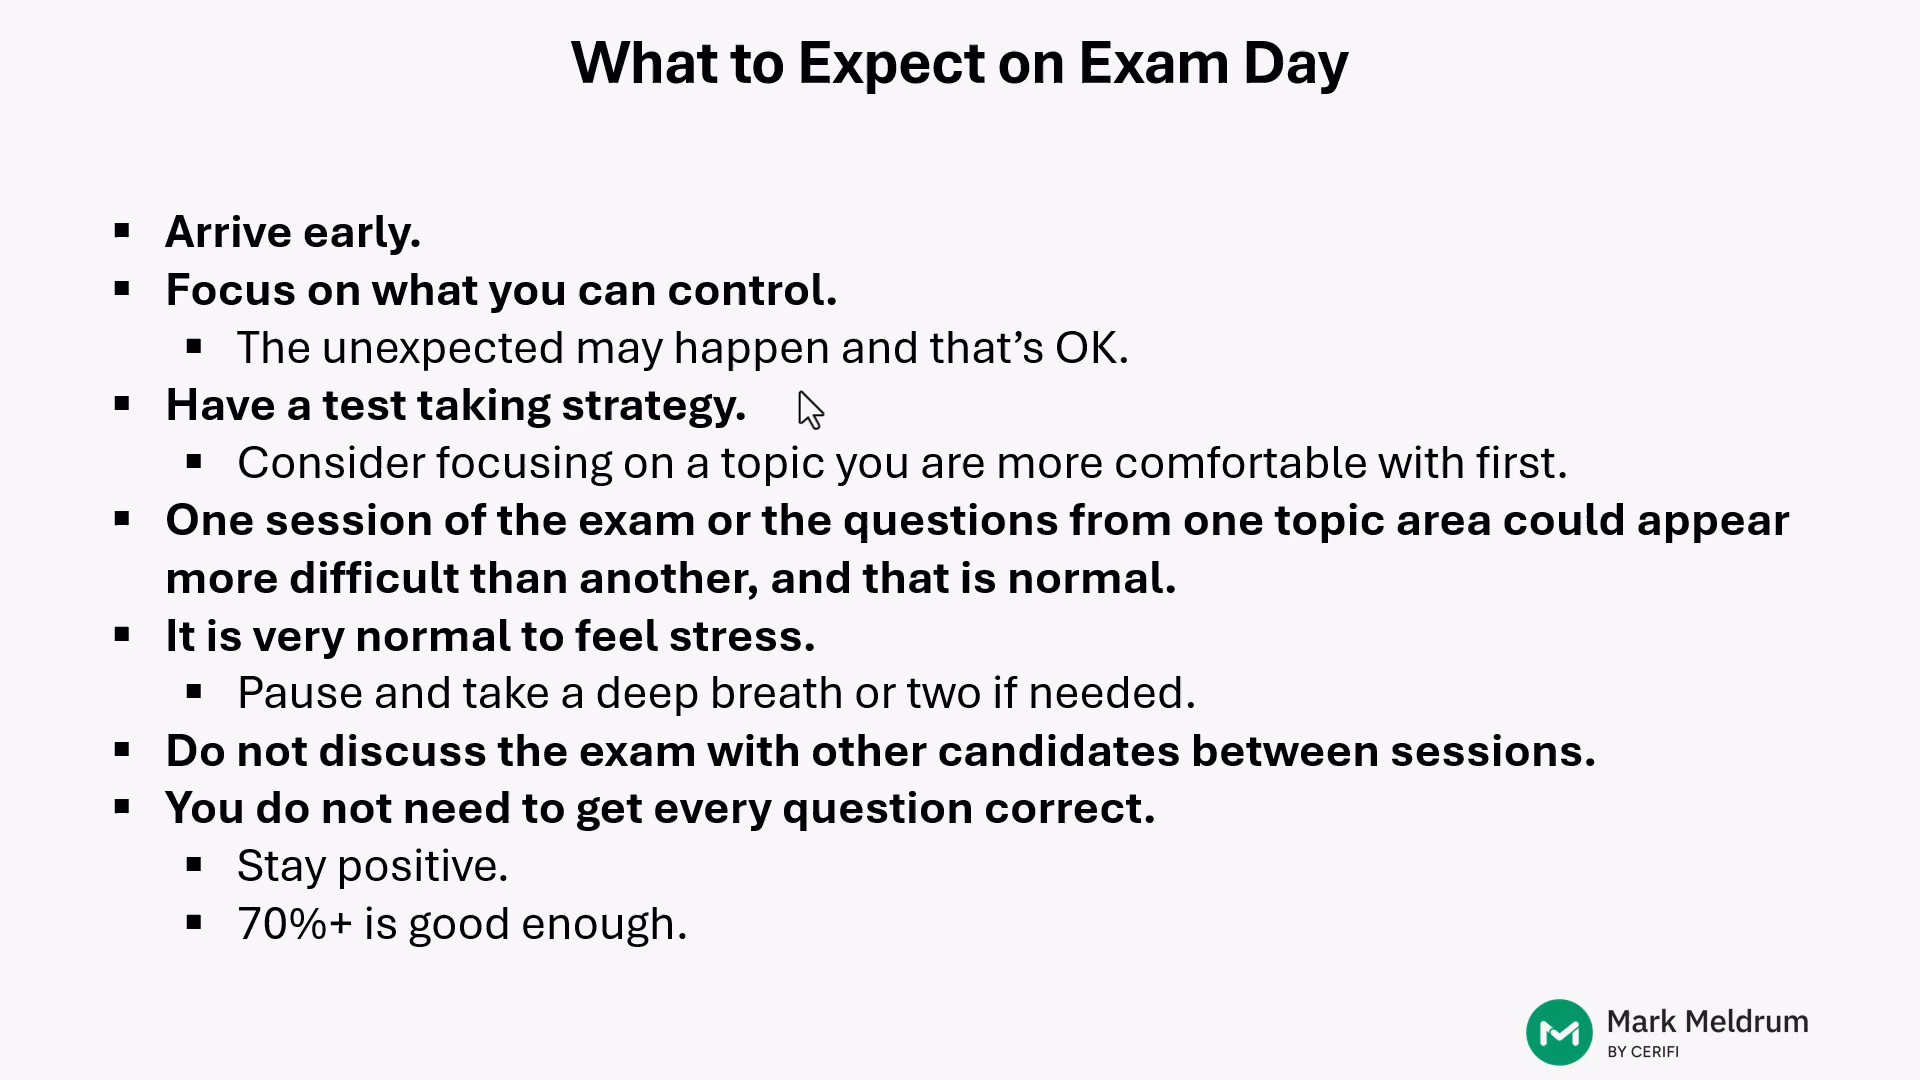 What to Expect on Exam Day
▪ Arrive early.
▪ Focus on what you can control.
▪ The unexpected may happen and that’s OK.
▪ Have a test taking strategy.
▪ Consider focusing on a topic you are more comfortable with first.
▪ One session of the exam or the questions from one topic area could appear
more difficult than another, and that is normal.
▪ It is very normal to feel stress.
▪ Pause and take a deep breath or two if needed.
▪ Do not discuss the exam with other candidates between sessions.
▪ You do not need to get every question correct.
▪ Stay positive.
▪ 70%+ is good enough.
Mark Meldrum
BY CERIFI